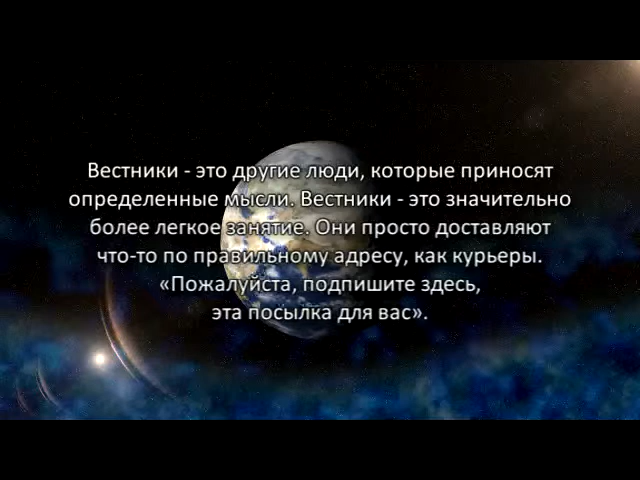 Вестники - это другие люди, которые приносят
определенные мысли. Вестники - это значительно
более легкое занятие. Они просто доставляют
что-то по правильному адресу, как курьеры.
«Пожалуйста, подпишите здесь,
эта посылка для вас».